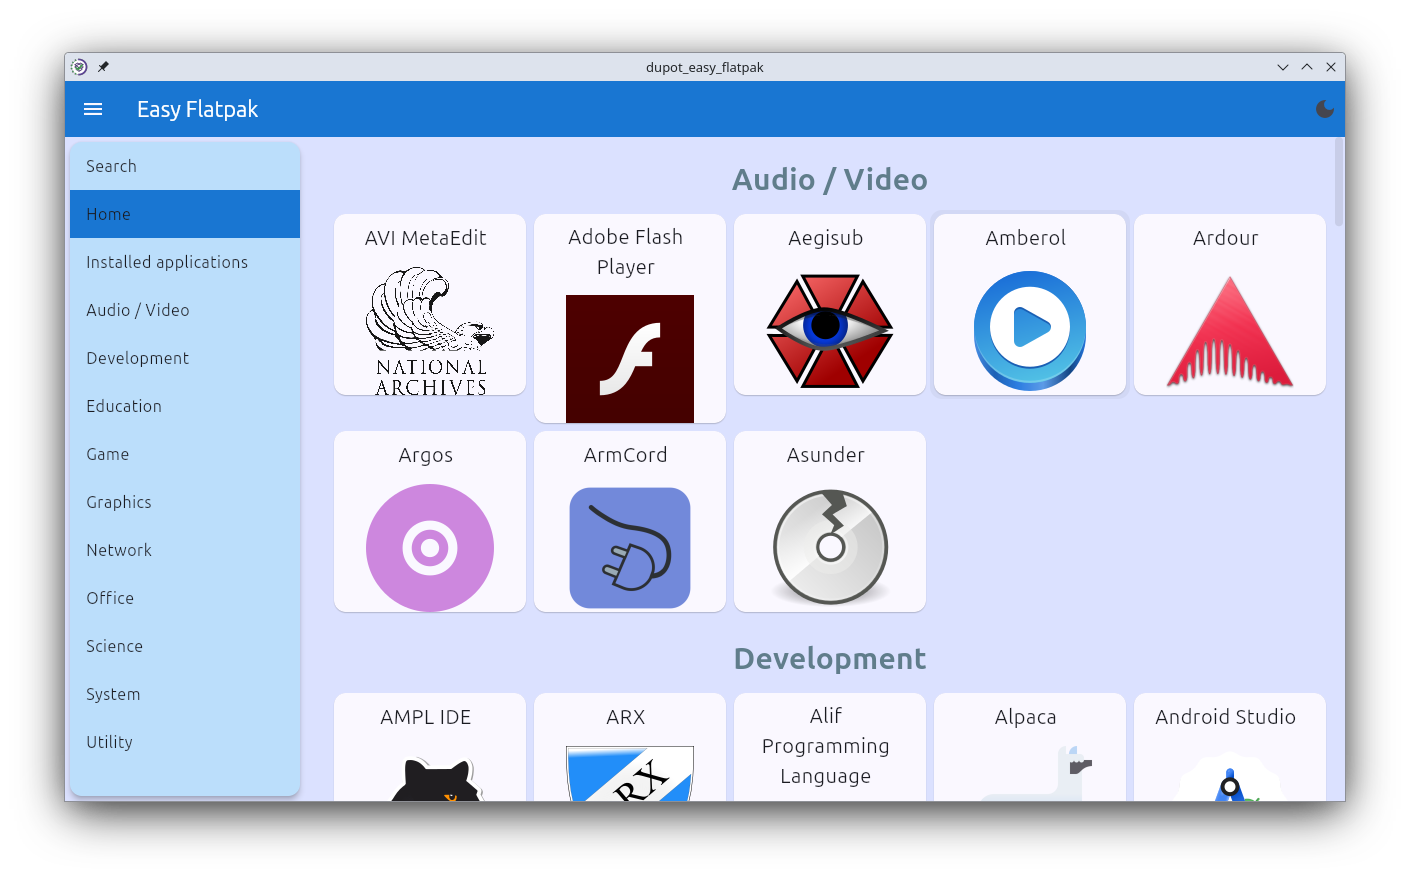 dupot_easy_flatpak
Easy Flatpak
Search
Home
Installed applications
Audio / Video
Development
Education
Game
Graphics
Network
Office
Science
System
Utility
Audio / Video
AVI MetaEdit
NATIONAL
ARCHIVES
Adobe Flash
Player
Aegisub
Amberol
Ardour
Argos
ArmCord
Asunder
Development
AMPL IDE
ARX
ARX
Alif
Programming
Language
Alpaca
Android Studio